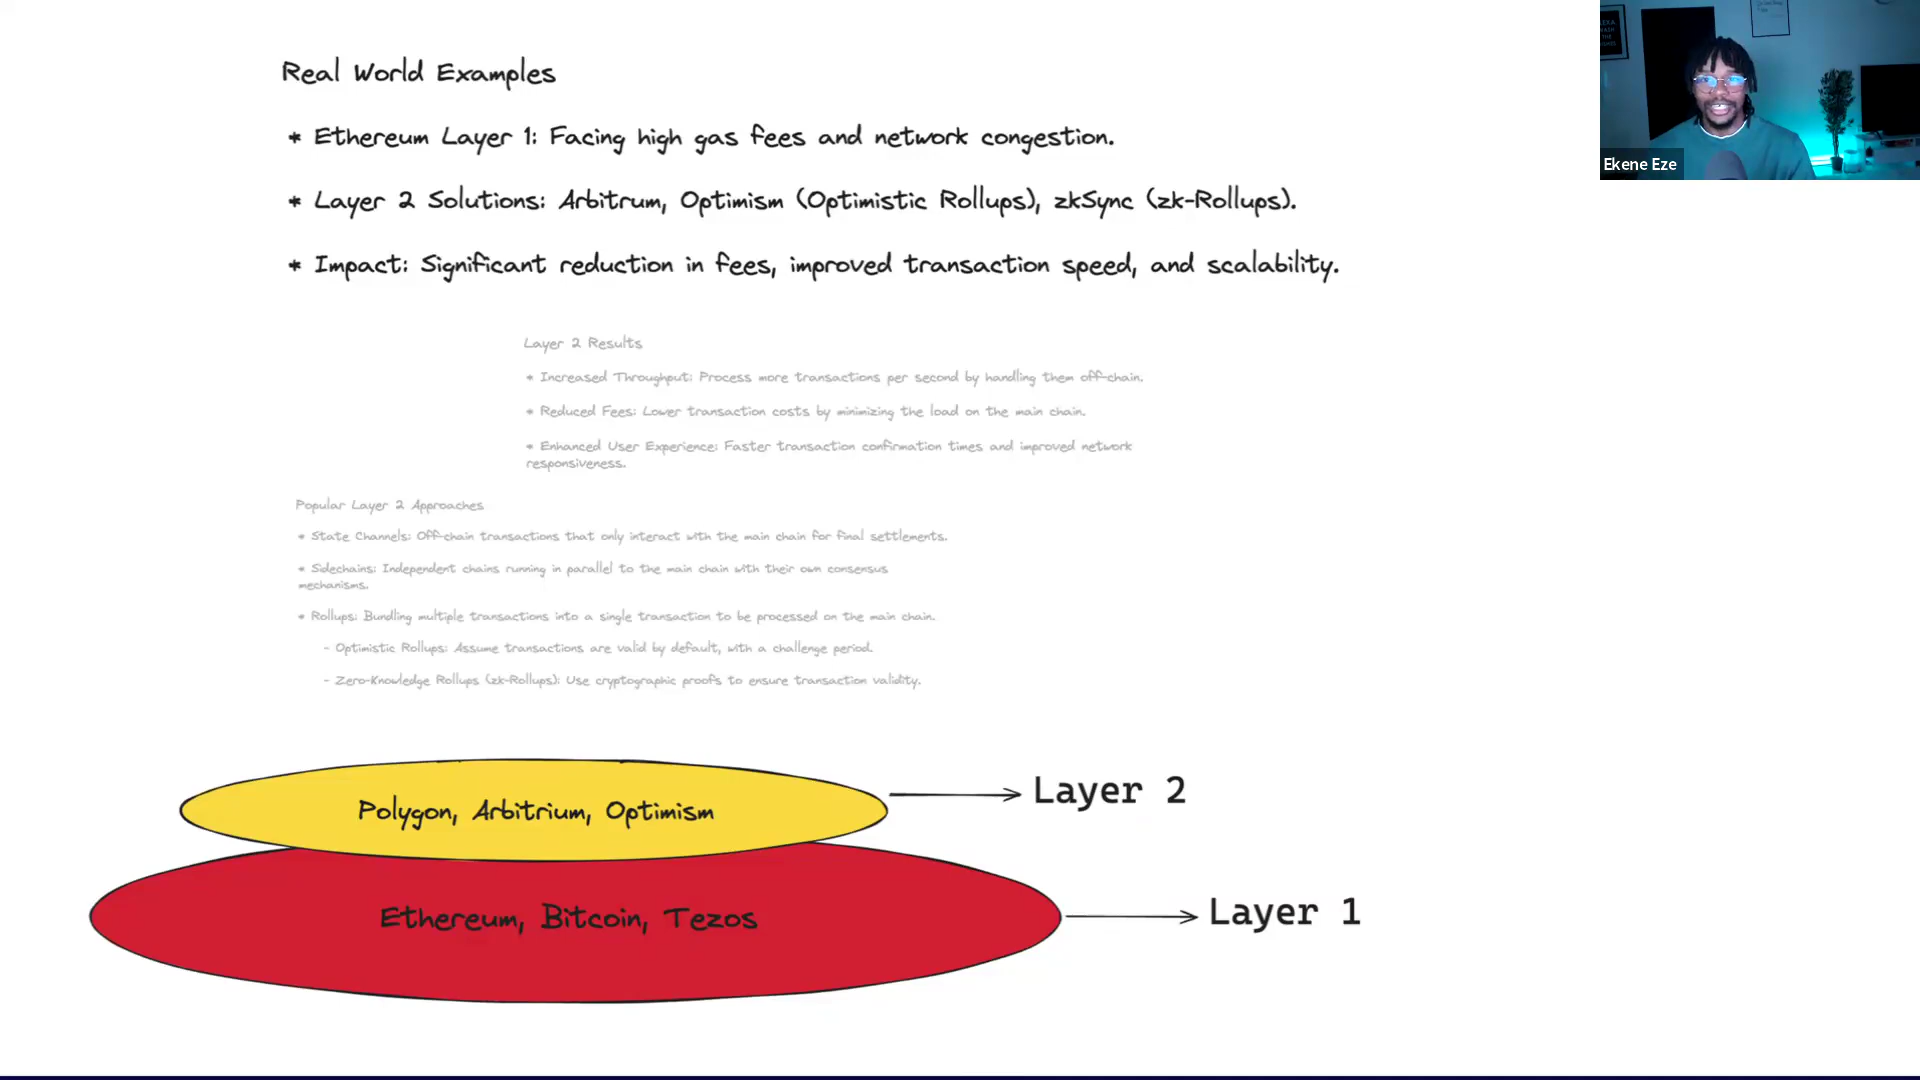 Real World Examples
* Ethereum Layer 1: Facing high gas fees and network congestion.
* Layer 2 Solutions: Arbitrum, Optimism (Optimistic Rollups), zkSync (zk-Rollups).
* Impact: Significant reduction in fees, improved transaction speed, and scalability.
Ekene Eze
Layer 2 Results
* Increased Throughput: Process more transactions per second by handling them off-chain.
* Reduced Fees: Lower transaction costs by minimizing the load on the main chain.
* Enhanced User Experience: Faster transaction confirmation times and improved network
responsiveness.
Popular Layer 2 Approaches
* State Channels: Off-chain transactions that only interact with the main chain for final settlements.
* Sidechains: Independent chains running in parallel to the main chain with their own consensus
mechanisms.
* Rollups: Bundling multiple transactions into a single transaction to be processed on the main chain.
- Optimistic Rollups: Assume transactions are valid by default, with a challenge period.
- Zero-Knowledge Rollups (zk-Rollups): Use cryptographic proofs to ensure transaction validity.
Polygon, Arbitrium, Optimism
Layer 2
Ethereum, Bitcoin, Tezos
Layer 1